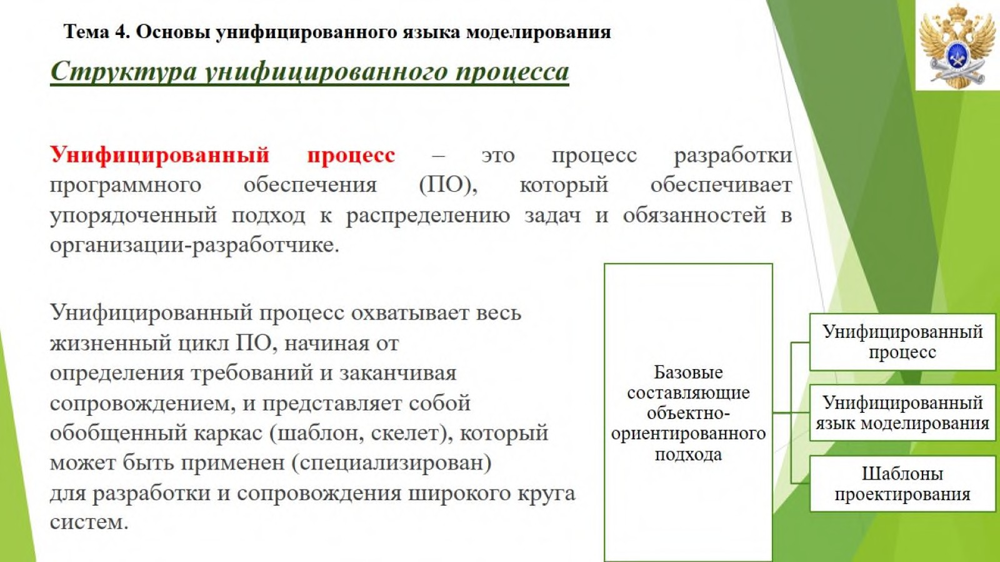 Тема 4. Основы унифицированного языка моделирования
Структура унифицированного процесса
Унифицированный процесс – это процесс разработки
программного обеспечения (ПО), который обеспечивает
упорядоченный подход к распределению задач и обязанностей в
организации-разработчике.
Унифицированный процесс охватывает весь
жизненный цикл ПО, начиная от
определения требований и заканчивая
сопровождением, и представляет собой
обобщенный каркас (шаблон, скелет), который
может быть применен (специализирован)
для разработки и сопровождения широкого круга
систем.
Базовые
составляющие
объектно-
ориентированного
подхода
Унифицированный
процесс
Унифицированный
язык моделирования
Шаблоны
проектирования